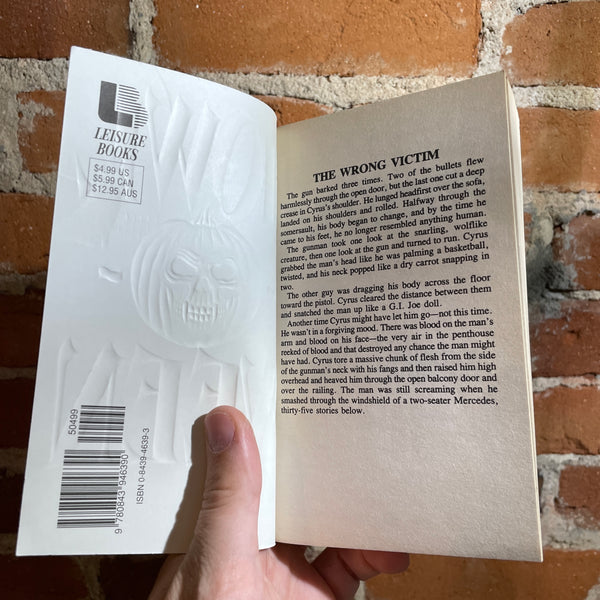 LEISURE
BOOKS
$4.99 US
$5.99 CAN
$12.95 AUS
50499
9 780843 946390
ISBN 0-8439-4639-3
THE WRONG VICTIM
The gun barked three times. Two of the bullets flew
harmlessly through the open door, but the last one cut a deep
crease in Cyrus's shoulder. He lunged headfirst over the sofa,
landed on his shoulders and rolled. Halfway through the
somersault, his body began to change, and by the time he
came to his feet, he no longer resembled anything human.
The gunman took one look at the snarling, wolflike
creature, then one look at the gun and turned to run. Cyrus
grabbed the man's head like he was palming a basketball,
twisted, and his neck popped like a dry carrot snapping in
two.
The other guy was dragging his body across the floor
toward the pistol. Cyrus cleared the distance between them
and snatched the man up like a G.I. Joe doll.
Another time Cyrus might have let him go—not this time.
He wasn't in a forgiving mood. There was blood on the man's
arm and blood on his face—the very air in the penthouse
reeked of blood and that destroyed any chance the man might
have had. Cyrus tore a massive chunk of flesh from the side
of the gunman's neck with his fangs and then raised him high
overhead and heaved him through the open balcony door and
over the railing. The man was still screaming when he
smashed through the windshield of a two-seater Mercedes,
thirty-five stories below.